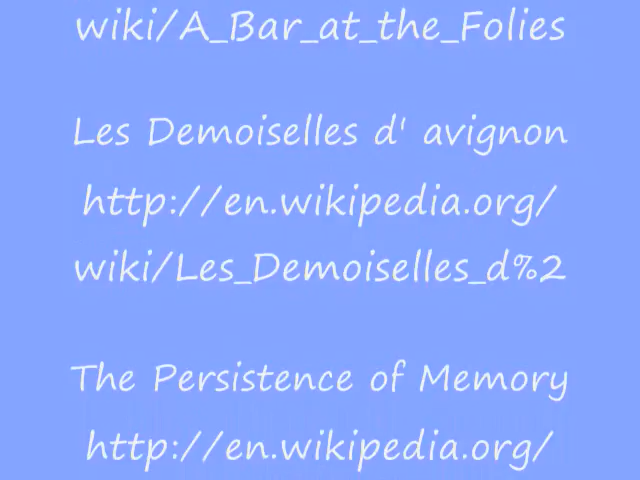 wiki/A_Bar_at_the_Folies
Les Demoiselles d' avignon
http://en.wikipedia.org/
wiki/Les_Demoiselles_d%2
The Persistence of Memory
http://en.wikipedia.org/